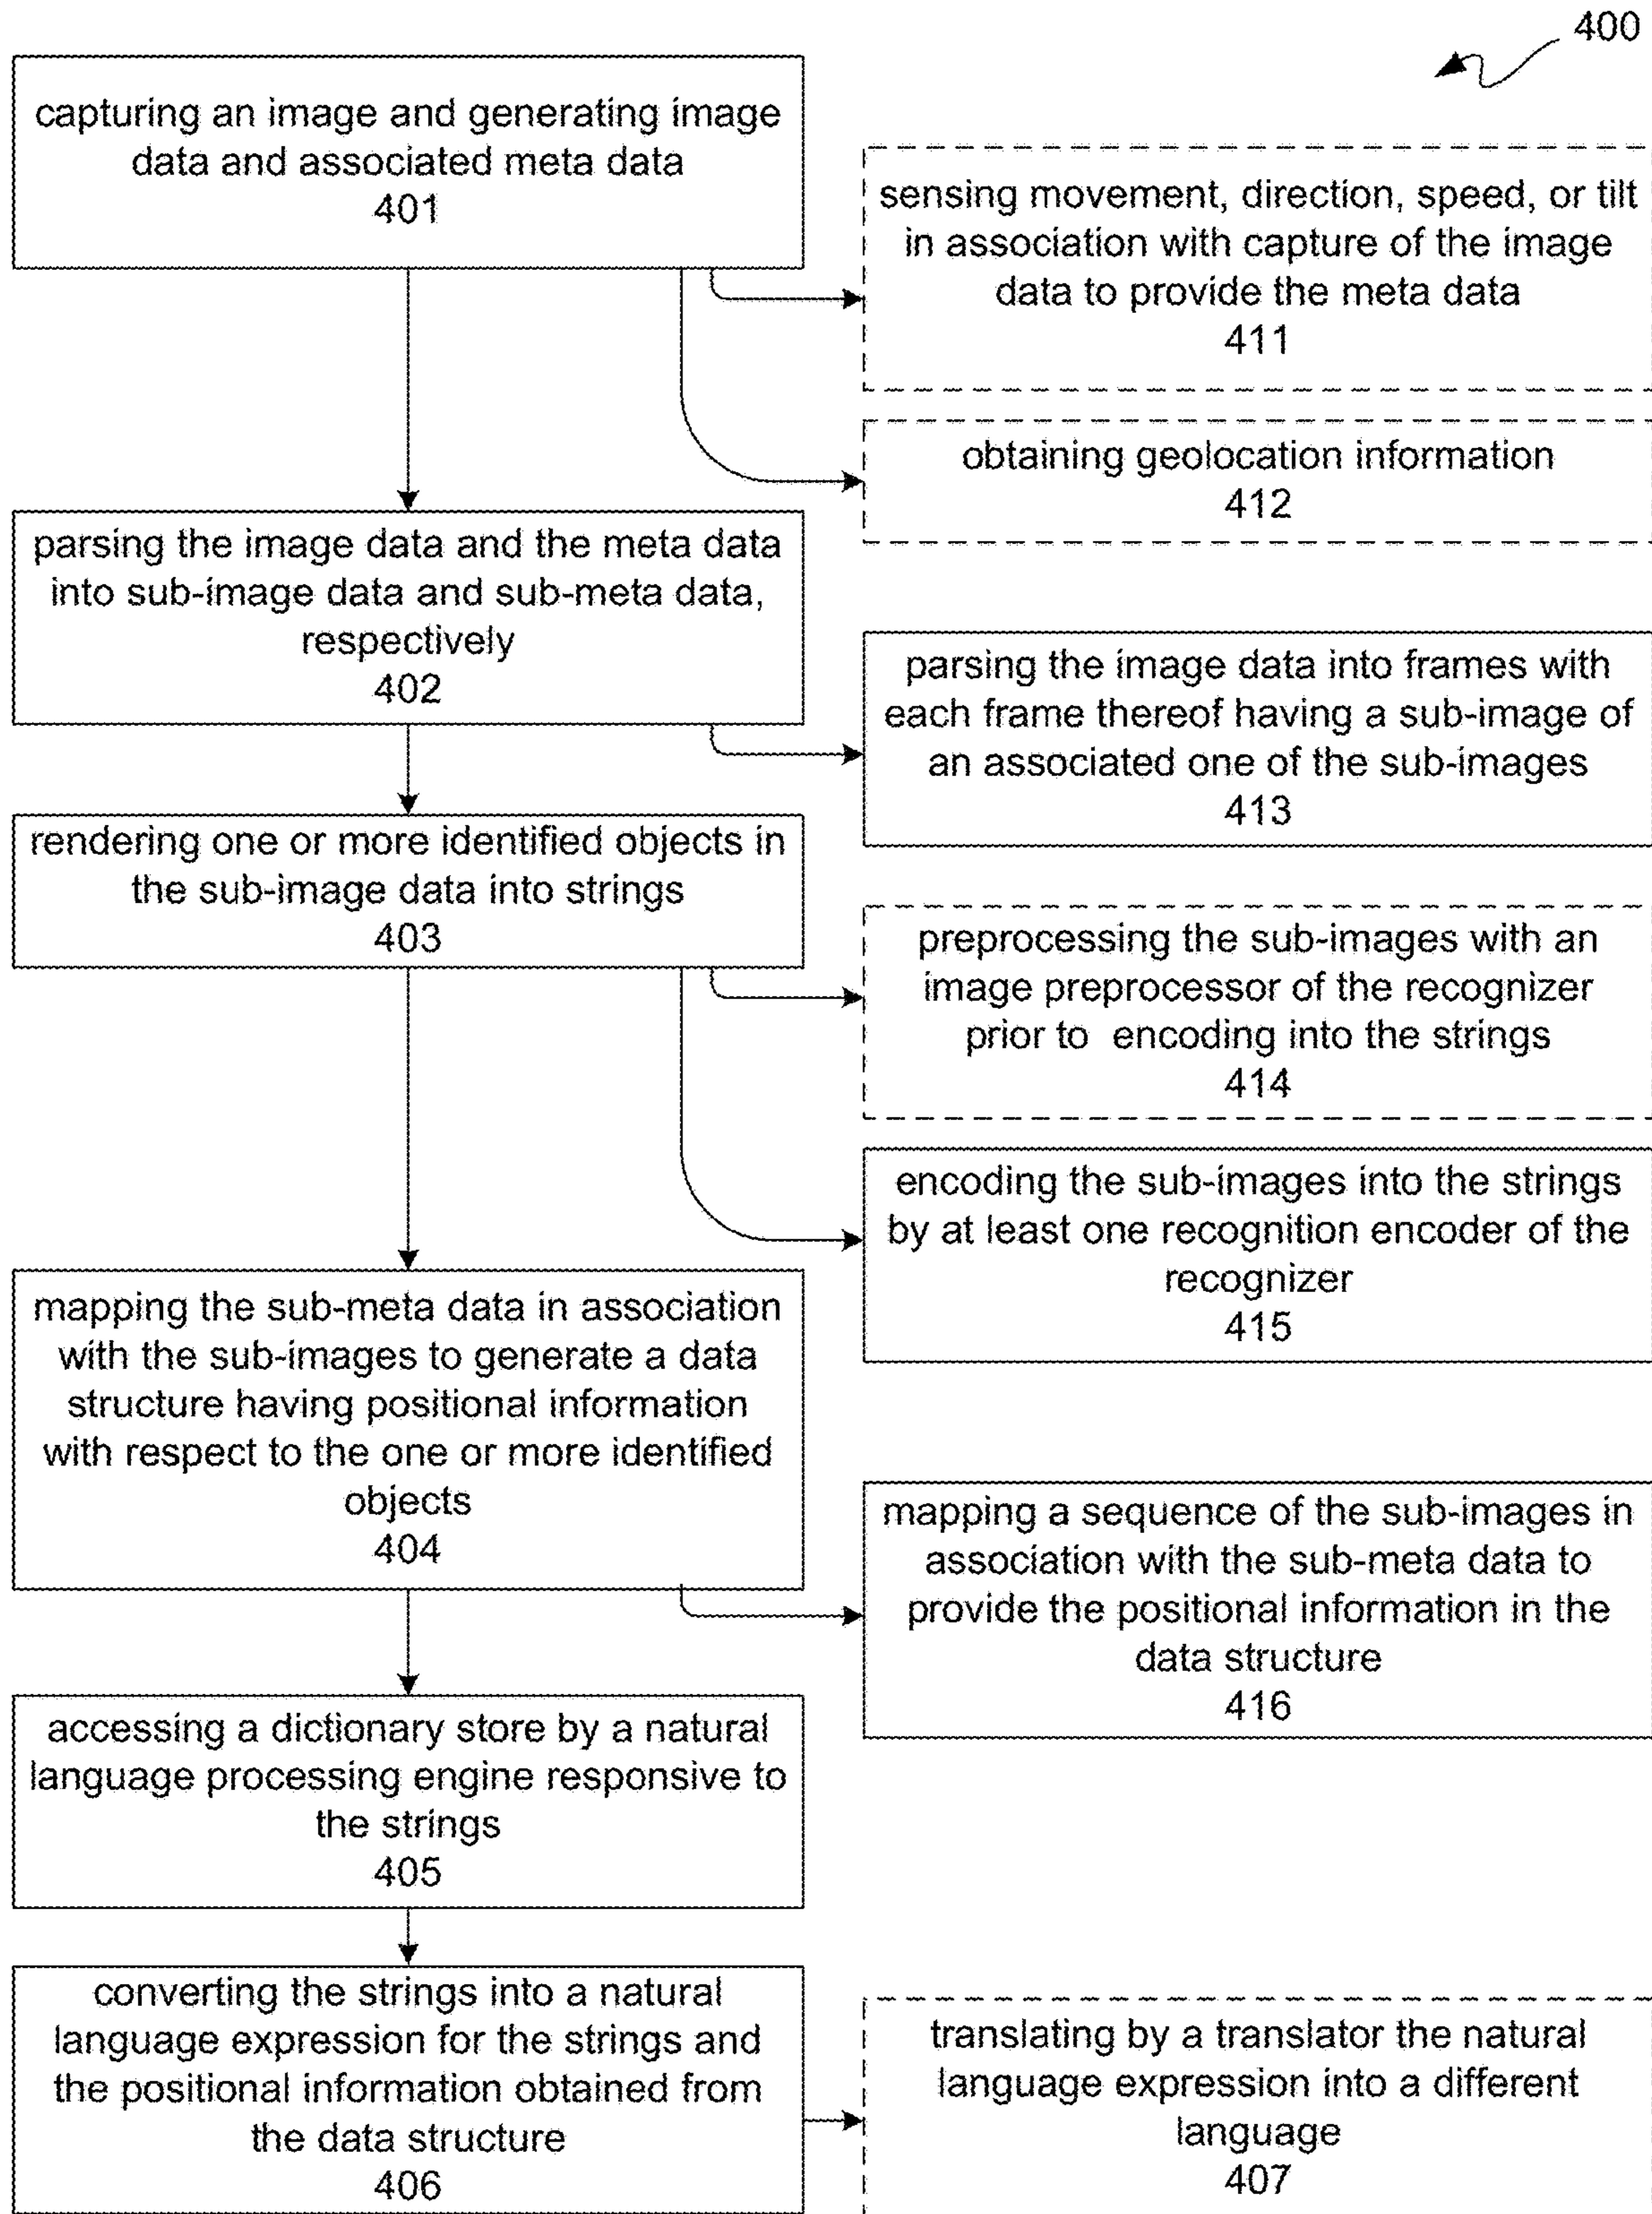 400
capturing an image and generating image
data and associated meta data
401
sensing movement, direction, speed, or tilt
in association with capture of the image
data to provide the meta data
411
obtaining geolocation information
412
parsing the image data and the meta data
into sub-image data and sub-meta data,
respectively
402
parsing the image data into frames with
each frame thereof having a sub-image of
an associated one of the sub-images
413
rendering one or more identified objects in
the sub-image data into strings
403
preprocessing the sub-images with an
image preprocessor of the recognizer
prior to encoding into the strings
414
encoding the sub-images into the strings
by at least one recognition encoder of the
recognizer
415
mapping the sub-meta data in association
with the sub-images to generate a data
structure having positional information
with respect to the one or more identified
objects
404
mapping a sequence of the sub-images in
association with the sub-meta data to
provide the positional information in the
data structure
416
accessing a dictionary store by a natural
language processing engine responsive to
the strings
405
converting the strings into a natural
language expression for the strings and
the positional information obtained from
the data structure
406
translating by a translator the natural
language expression into a different
language
407